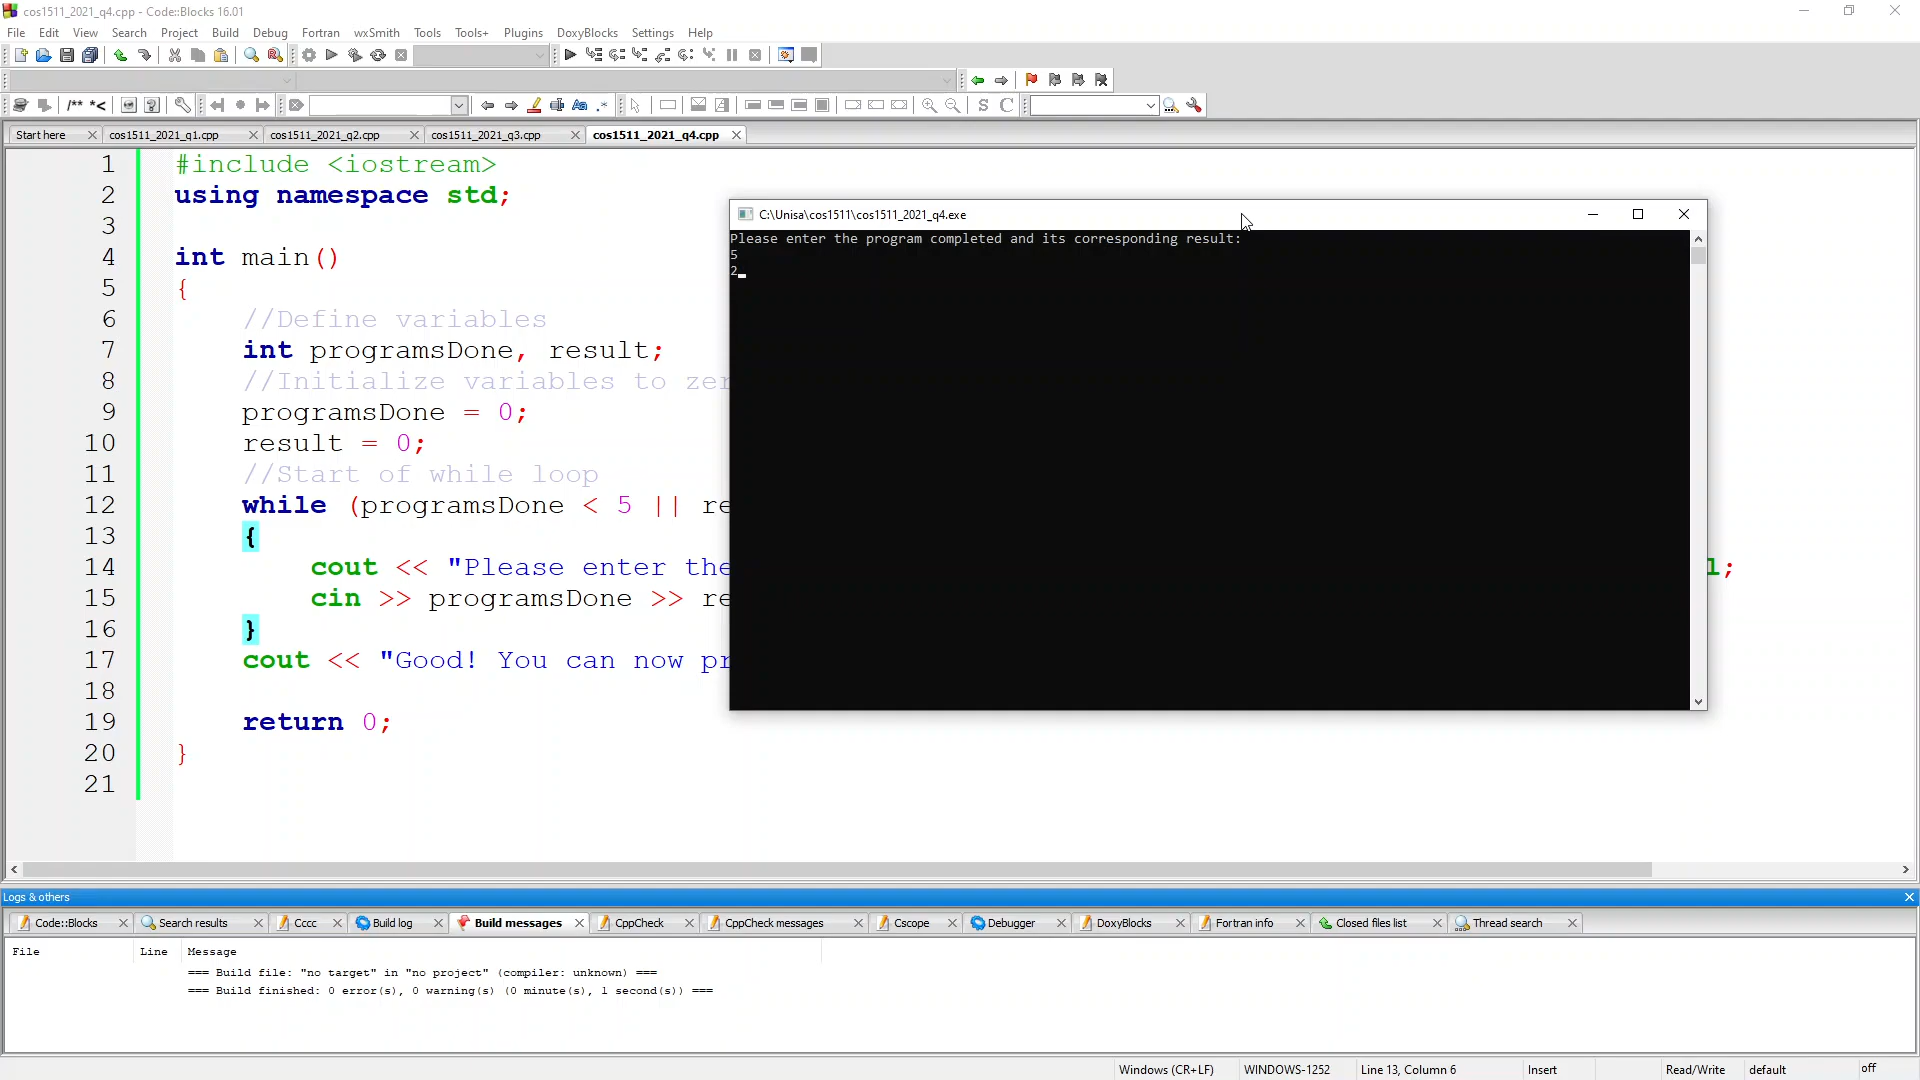 cos1511_2021_q4.cpp - Code::Blocks 16.01
File Edit View Search Project Build Debug Fortran wxSmith Tools Tools+ Plugins DoxyBlocks Settings Help
/** *<
Aa .*
S C
Start here cos1511_2021_q1.cpp cos1511_2021_q2.cpp cos1511_2021_q3.cpp cos1511_2021_q4.cpp
1 #include <iostream>
2 using namespace std;
3
4 int main()
5 {
6 //Define variables
7 int programsDone, result;
8 //Initialize variables to zer
9 programsDone = 0;
10 result = 0;
11 //Start of while loop
12 while (programsDone < 5 || re
13 {
14 cout << "Please enter the l;
15 cin >> programsDone >> re
16 }
17 cout << "Good! You can now pr
18
19 return 0;
20 }
21
C:\Unisa\cos1511\cos1511_2021_q4.exe
Please enter the program completed and its corresponding result:
5
2
Logs & others
Code::Blocks Search results Cccc Build log Build messages CppCheck CppCheck messages Cscope Debugger DoxyBlocks Fortran info Closed files list Thread search
File Line Message
=== Build file: "no target" in "no project" (compiler: unknown) ===
=== Build finished: 0 error(s), 0 warning(s) (0 minute(s), 1 second(s)) ===
Windows (CR+LF) WINDOWS-1252 Line 13, Column 6 Insert Read/Write default off